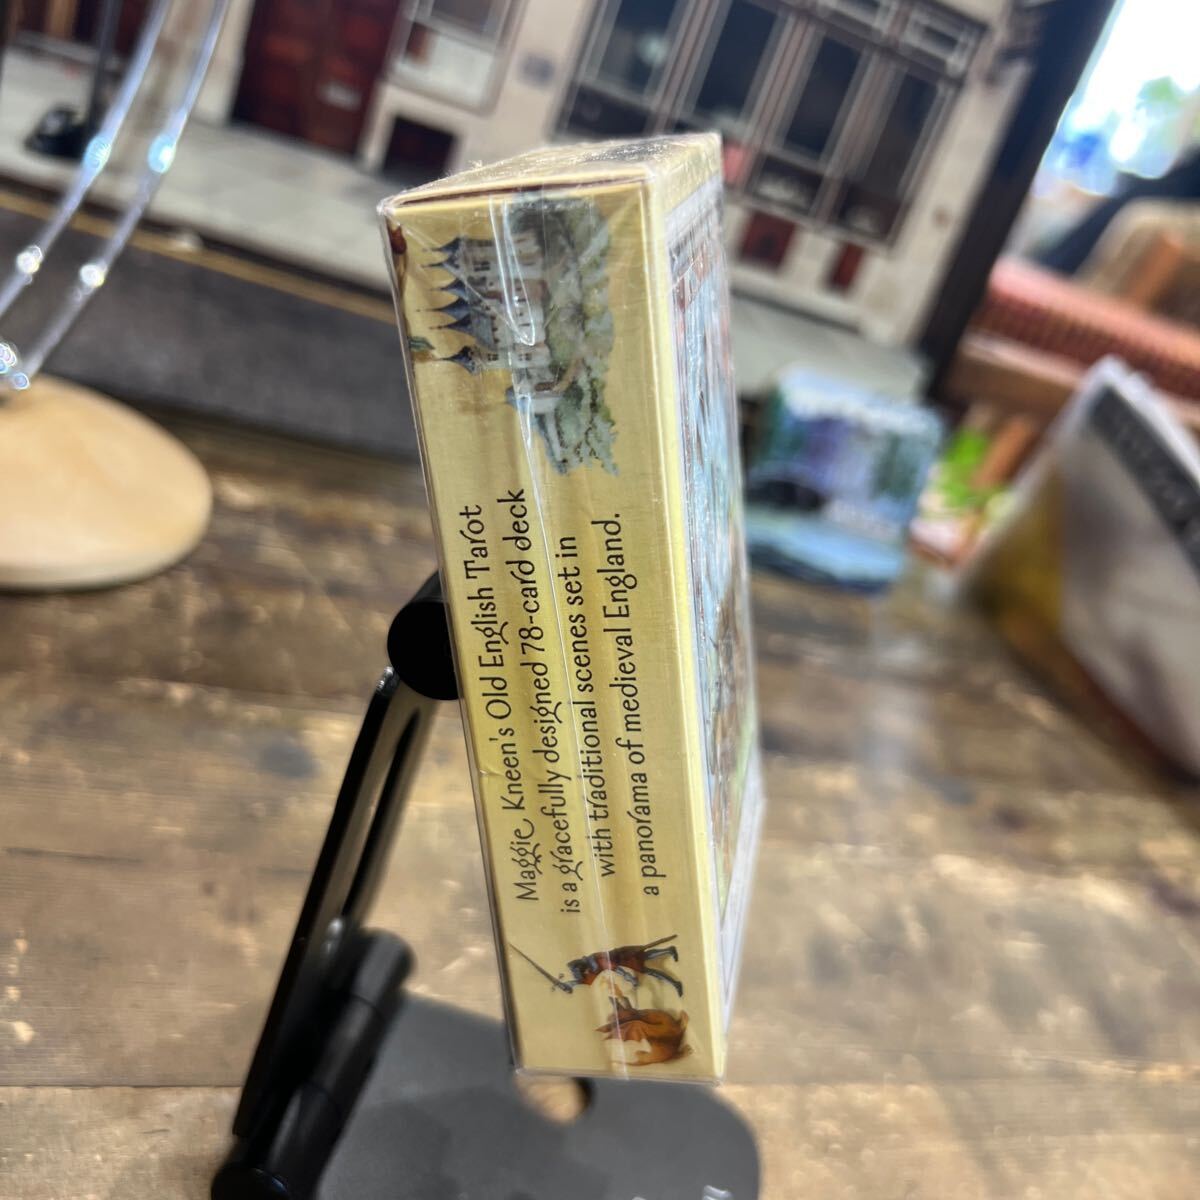 Maggie Kneen's Old English Tarot
is a gracefully designed 78-card deck
with traditional scenes set in
a panorama of medieval England.